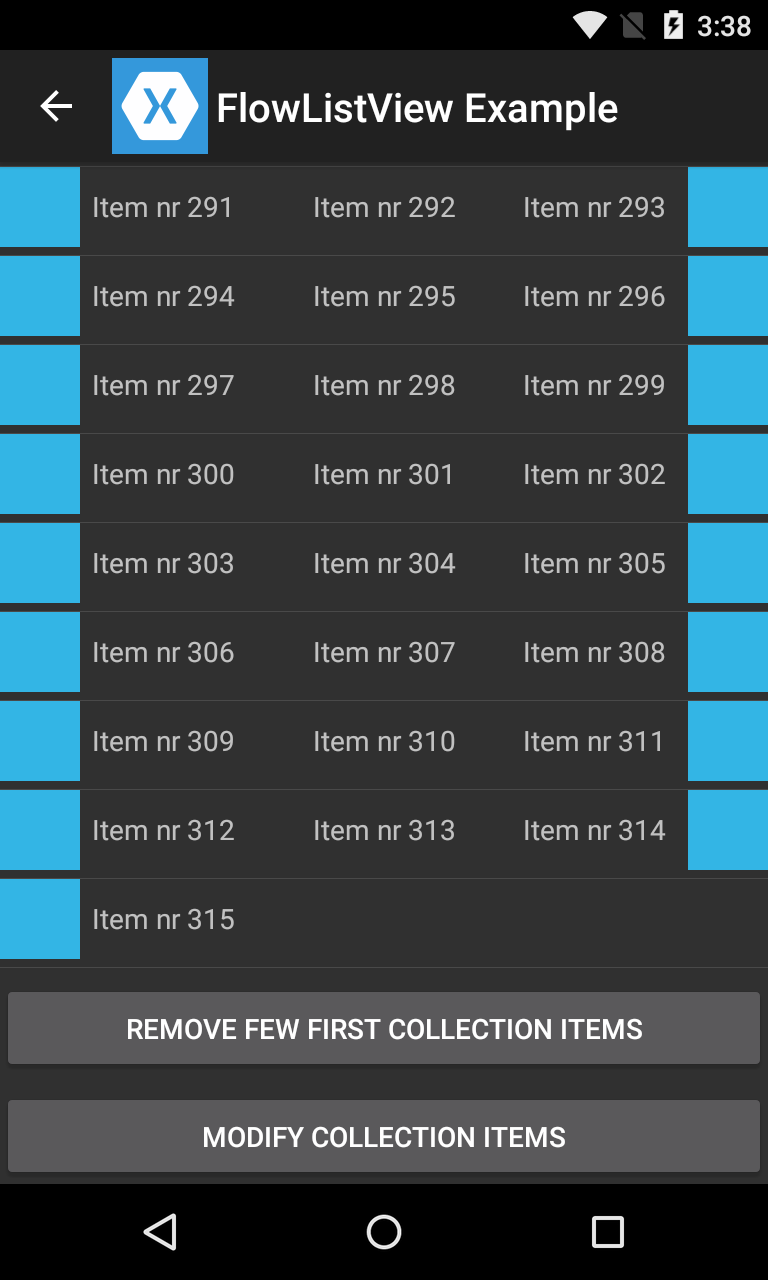 3:38
FlowListView Example
Item nr 291 Item nr 292 Item nr 293
Item nr 294 Item nr 295 Item nr 296
Item nr 297 Item nr 298 Item nr 299
Item nr 300 Item nr 301 Item nr 302
Item nr 303 Item nr 304 Item nr 305
Item nr 306 Item nr 307 Item nr 308
Item nr 309 Item nr 310 Item nr 311
Item nr 312 Item nr 313 Item nr 314
Item nr 315
REMOVE FEW FIRST COLLECTION ITEMS
MODIFY COLLECTION ITEMS